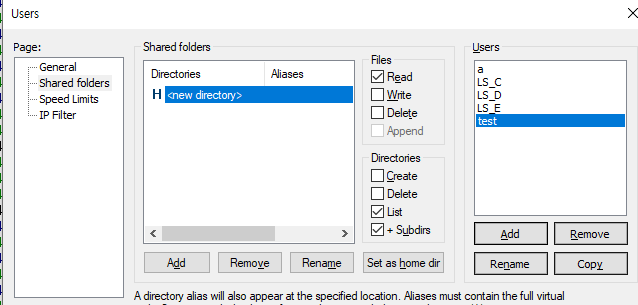 Users
Page:
General
Shared folders
Speed Limits
IP Filter
Shared folders
Directories Aliases
H <new directory>
Add Remove Rename Set as home dir
Files
Read
Write
Delete
Append
Directories
Create
Delete
List
+ Subdirs
Users
a
LS_C
LS_D
LS_E
test
Add Remove
Rename Copy
A directory alias will also appear at the specified location. Aliases must contain the full virtual